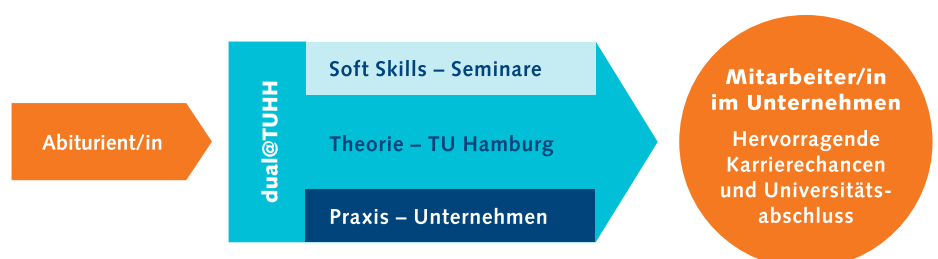 Abiturient/in
dual@TUHH
Soft Skills – Seminare
Theorie – TU Hamburg
Praxis – Unternehmen
Mitarbeiter/in
im Unternehmen
Hervorragende
Karrierechancen
und Universitäts-
abschluss